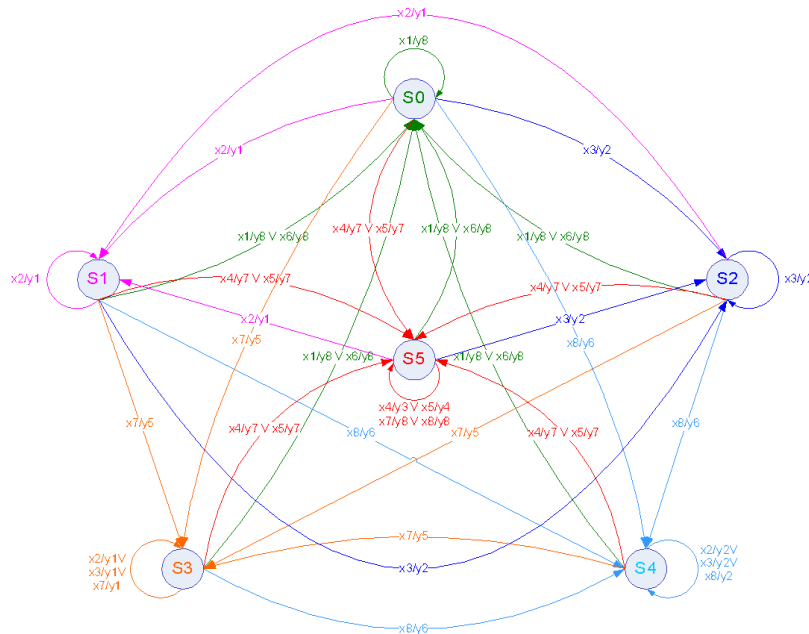 x2/y1
x1/y8
S0
x2/y1
x3/y2
x1/y8 V x6/y8
x4/y7 V x5/y7
x1/y8 V x6/y8
x1/y8 V x6/y8
x2/y1
S1
x4/y7 V x5/y7
x4/y7 V x5/y7
S2
x3/y2
x2/y1
x3/y2
x7/y5
x8/y6
S5
x1/y8 V x6/y8
x1/y8 V x6/y8
x4/y3 V x5/y4
x7/y8 V x8/y8
x7/y5
x4/y7 V x5/y7
x8/y6
x7/y5
x4/y7 V x5/y7
x8/y6
x7/y5
x2/y1V
x3/y1V
x7/y1
S3
x3/y2
S4
x2/y2V
x3/y2V
x8/y2
x8/y6